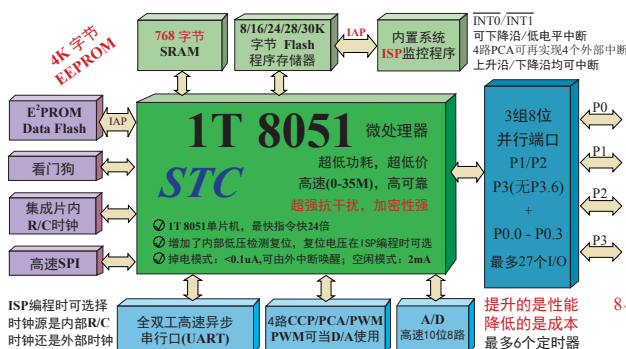 4K 字节
EEPROM
768 字节
SRAM
8/16/24/28/30K
字节 Flash
程序存储器
IAP
内置系统
ISP监控程序
INT0/INT1
可下降沿/低电平中断
4路PCA可再实现4个外部中断
上升沿/下降沿均可中断
E²PROM
Data Flash
IAP
看门狗
集成片内
R/C时钟
高速SPI
1T 8051 微处理器
STC
超低功耗，超低价
高速(0-35M)，高可靠
超强抗干扰，加密性强
1T 8051单片机，最快指令快24倍
增加了内部低压检测复位，复位电压在ISP编程时可选
掉电模式：<0.1uA,可由外中断唤醒；空闲模式：2mA
3组8位
并行端口
P1/P2
P3(无P3.6)
+
P0.0 - P0.3
最多27个I/O
P0
P1
P2
P3
ISP编程时可选择
时钟源是内部R/C
时钟还是外部时钟
全双工高速异步
串行口(UART)
4路CCP/PCA/PWM
PWM可当D/A使用
A/D
高速10位8路
提升的是性能
降低的是成本
最多6个定时器